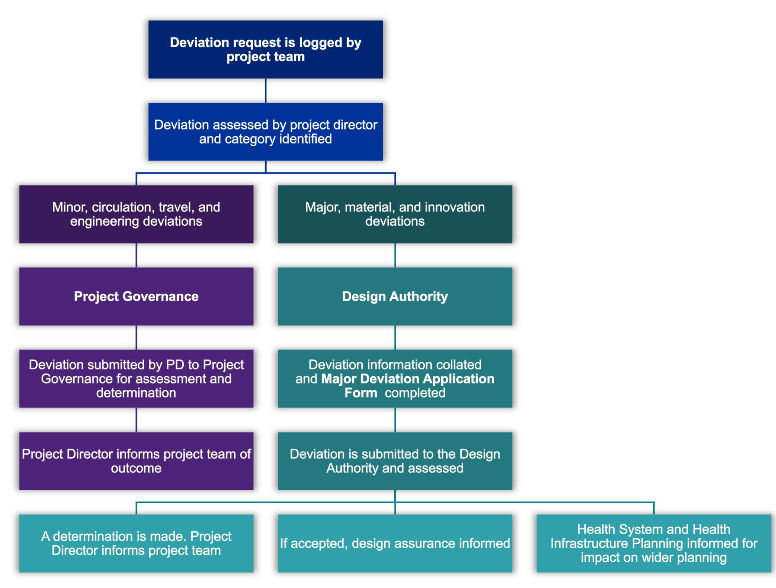 Deviation request is logged by
project team
Deviation assessed by project director
and category identified
Minor, circulation, travel, and
engineering deviations
Major, material, and innovation
deviations
Project Governance
Design Authority
Deviation submitted by PD to Project
Governance for assessment and
determination
Deviation information collated
and Major Deviation Application
Form completed
Project Director informs project team of
outcome
Deviation is submitted to the Design
Authority and assessed
A determination is made. Project
Director informs project team
If accepted, design assurance informed
Health System and Health
Infrastructure Planning informed for
impact on wider planning